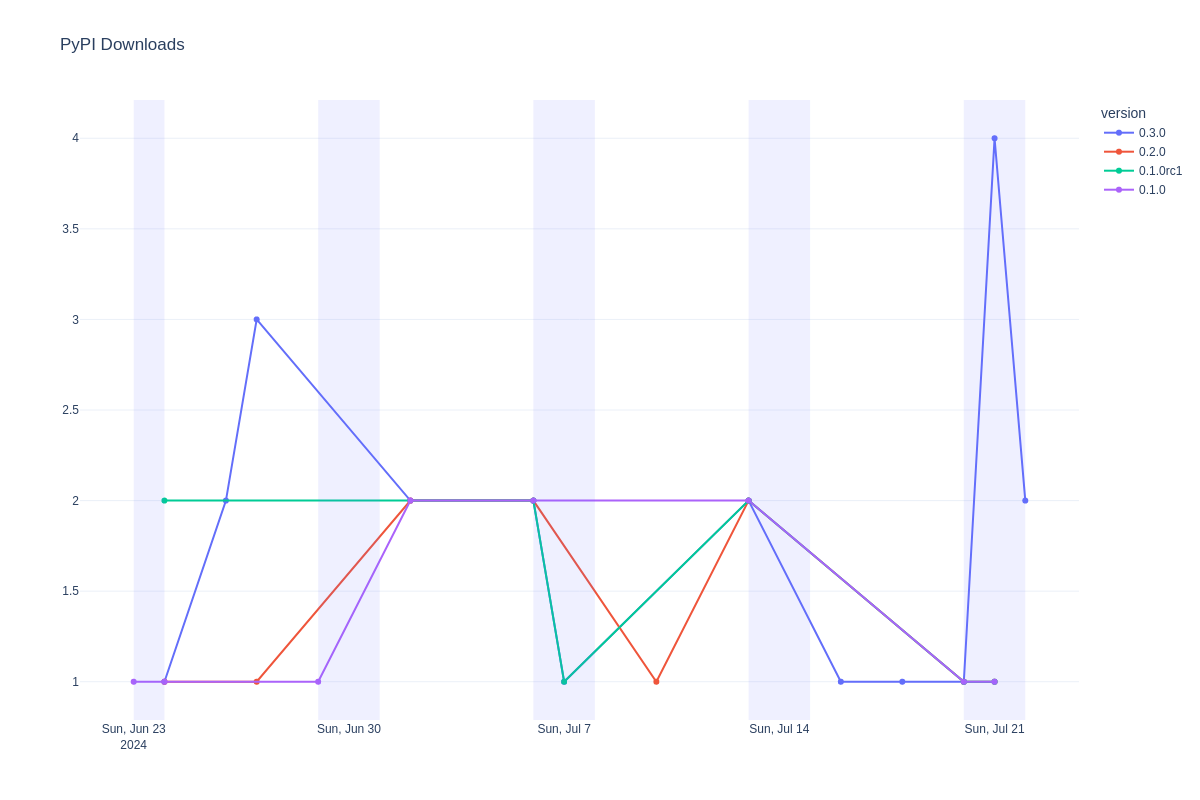 PyPI Downloads
4
3.5
3
2.5
2
1.5
1
Sun, Jun 23
2024
Sun, Jun 30
Sun, Jul 7
Sun, Jul 14
Sun, Jul 21
version
0.3.0
0.2.0
0.1.0rc1
0.1.0